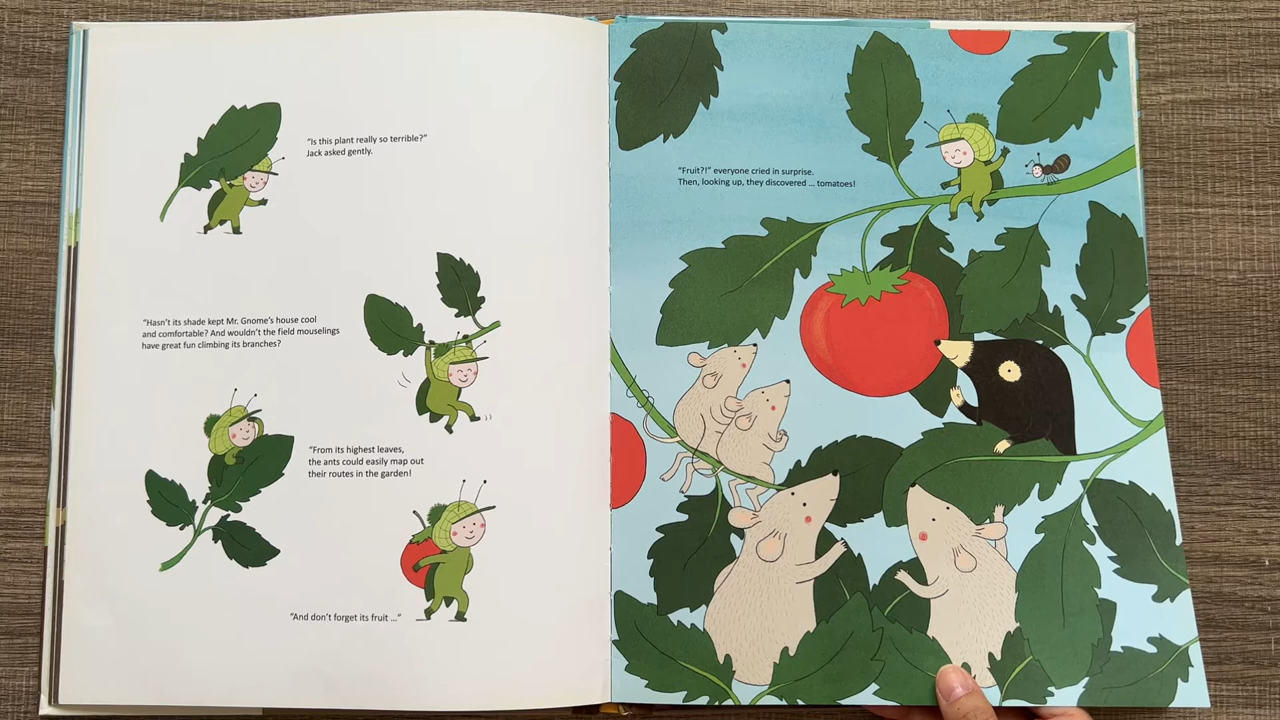 “Is this plant really so terrible?”
Jack asked gently.
“Hasn’t its shade kept Mr. Gnome’s house cool
and comfortable? And wouldn’t the field mouselings
have great fun climbing its branches?
“From its highest leaves,
the ants could easily map out
their routes in the garden!
“And don’t forget its fruit ...”
“Fruit?!” everyone cried in surprise.
Then, looking up, they discovered ... tomatoes!